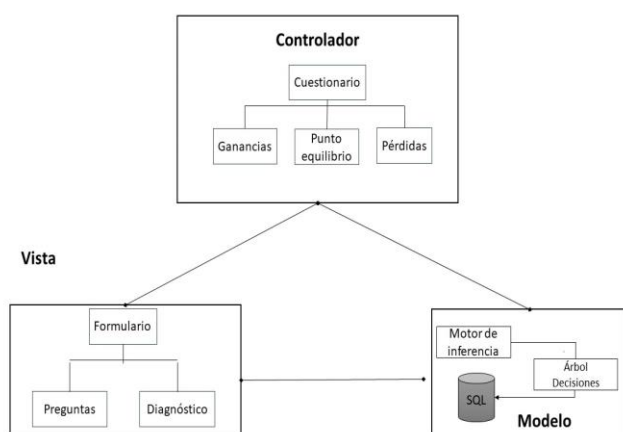 Controlador
Cuestionario
Ganancias
Punto
equilibrio
Pérdidas
Vista
Formulario
Preguntas
Diagnóstico
Motor de
inferencia
Árbol
Decisiones
SQL
Modelo